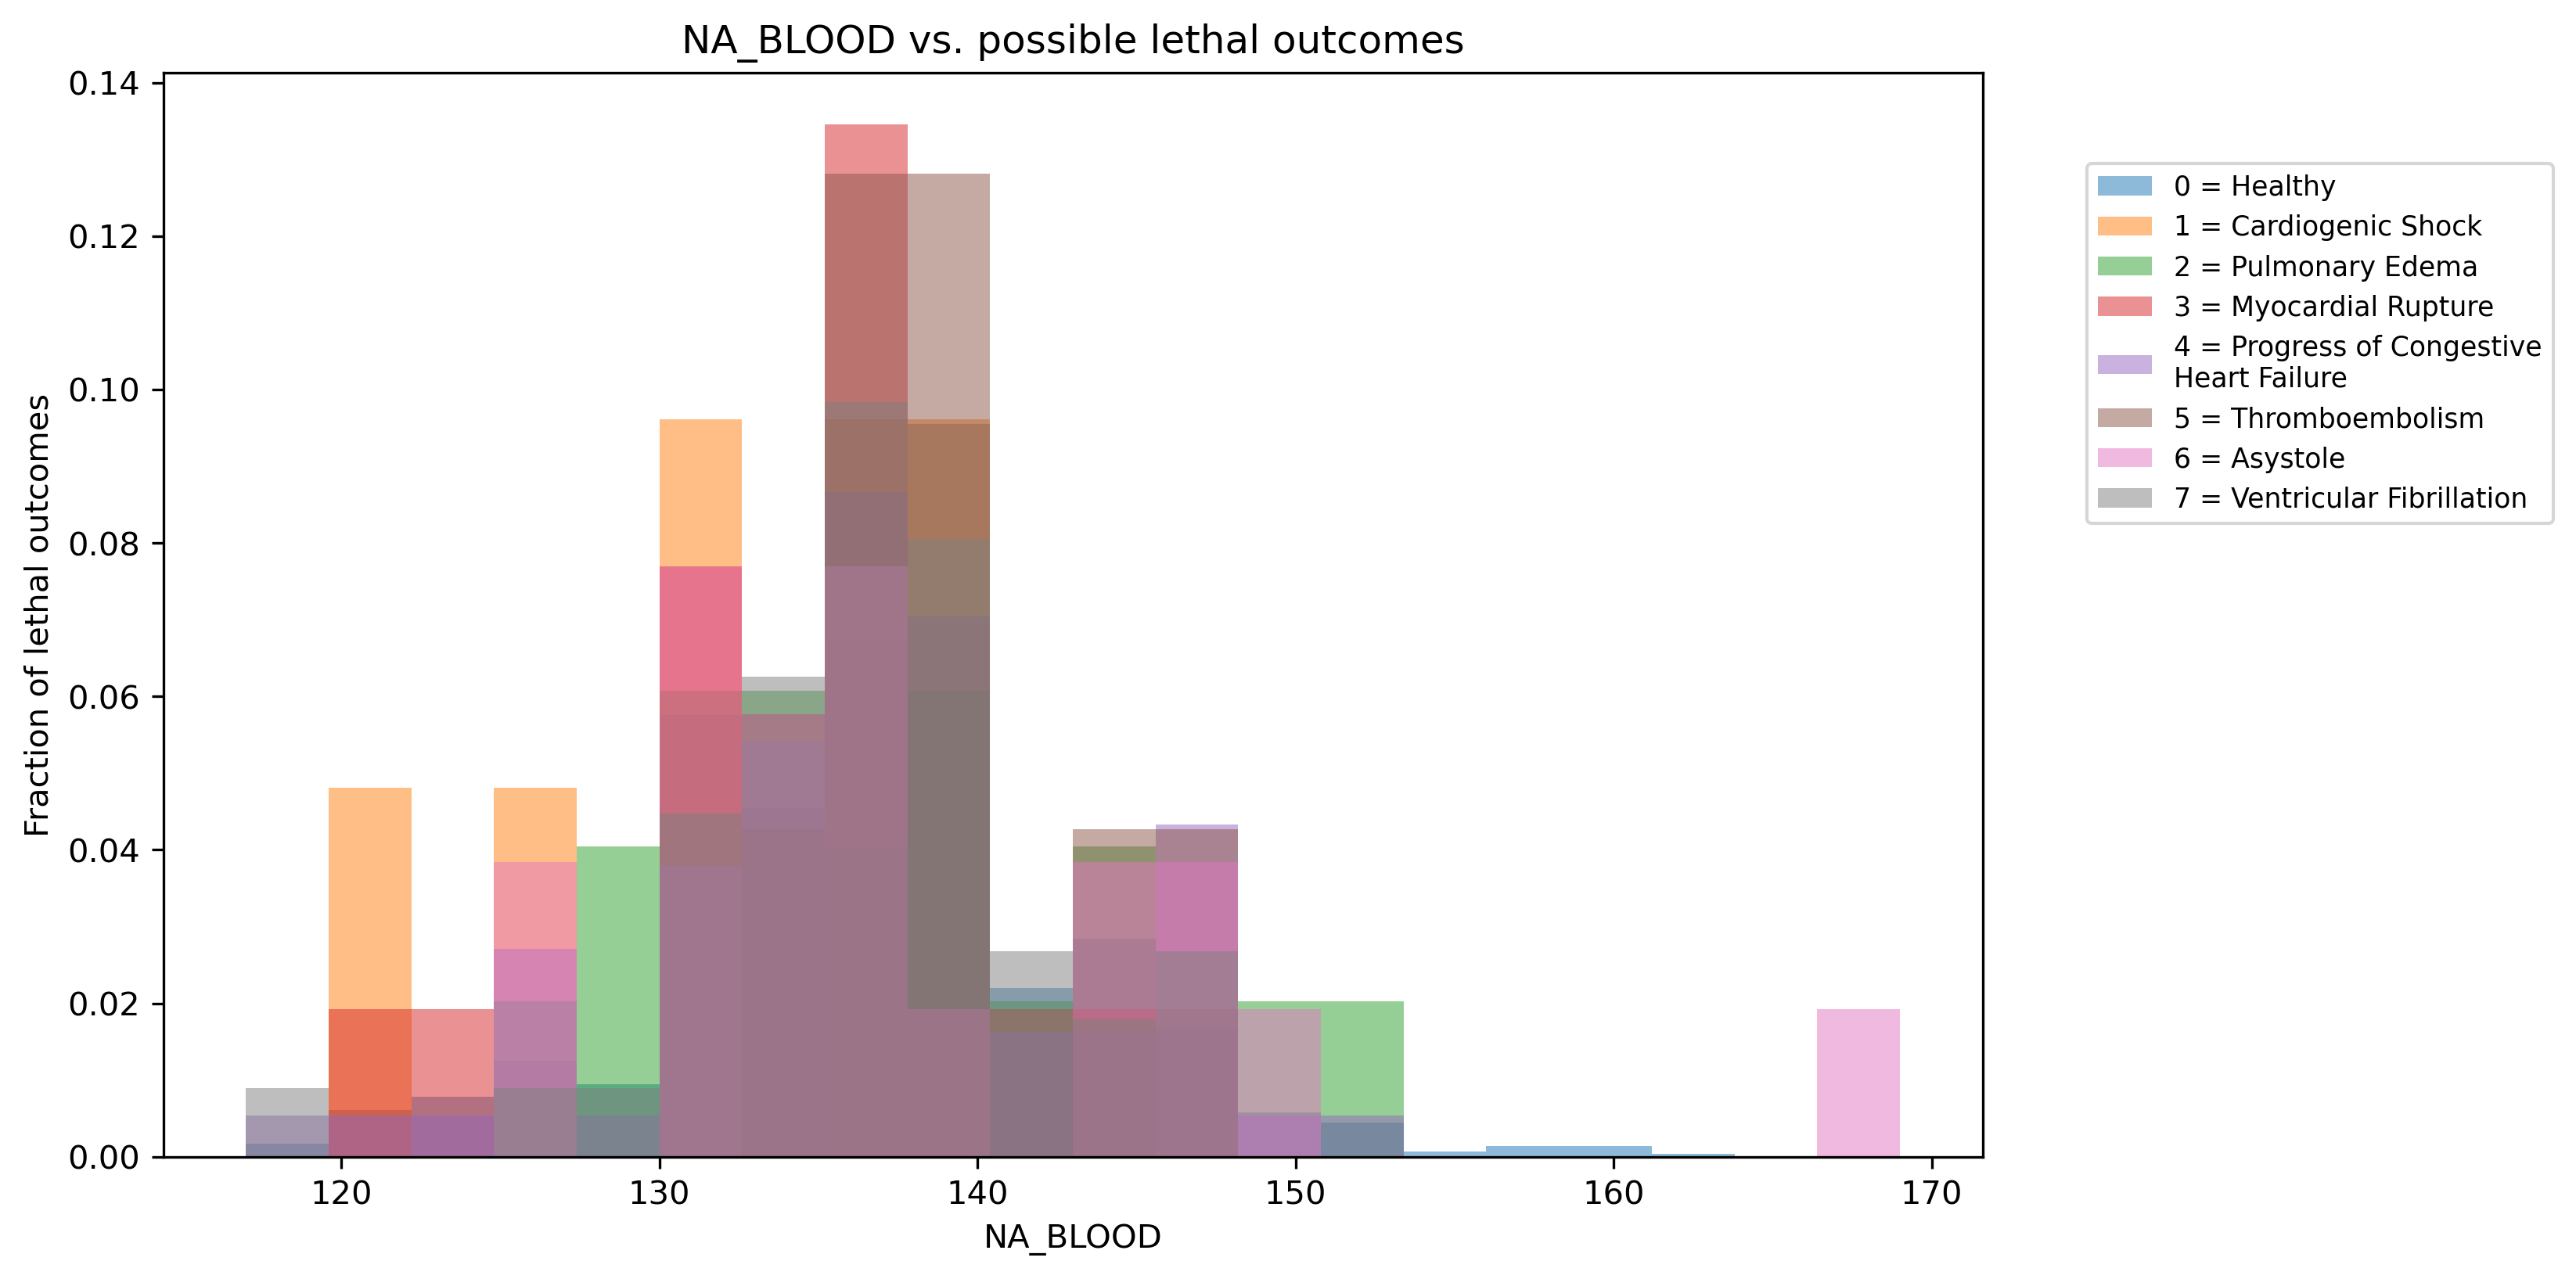 NA_BLOOD vs. possible lethal outcomes
Fraction of lethal outcomes
0.14
0.12
0.10
0.08
0.06
0.04
0.02
0.00
120
130
140
150
160
170
NA_BLOOD
0 = Healthy
1 = Cardiogenic Shock
2 = Pulmonary Edema
3 = Myocardial Rupture
4 = Progress of Congestive
Heart Failure
5 = Thromboembolism
6 = Asystole
7 = Ventricular Fibrillation